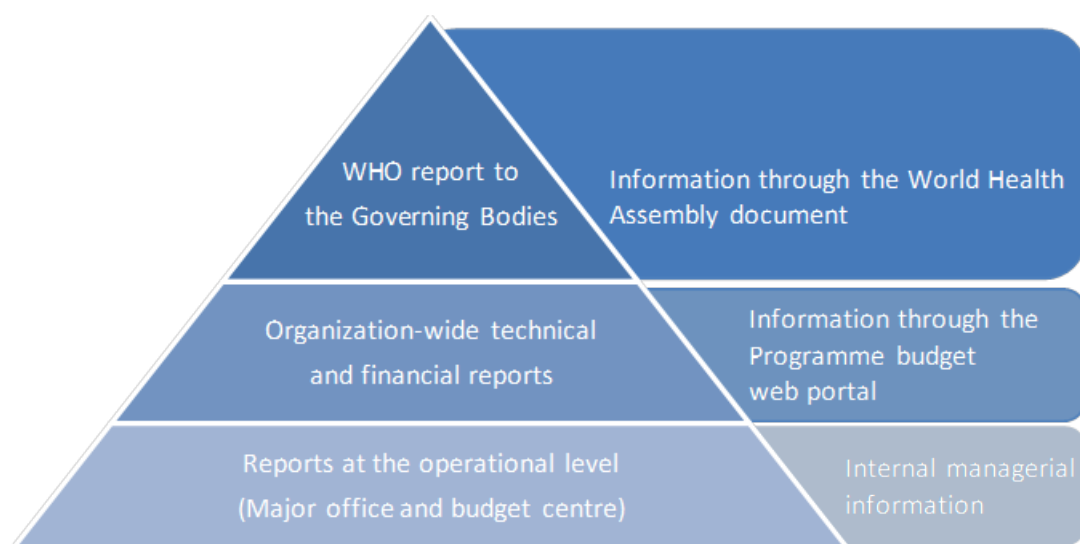 WHO report to
the Governing Bodies
Information through the World Health
Assembly document
Organization-wide technical
and financial reports
Information through the
Programme budget
web portal
Reports at the operational level
(Major office and budget centre)
Internal managerial
information